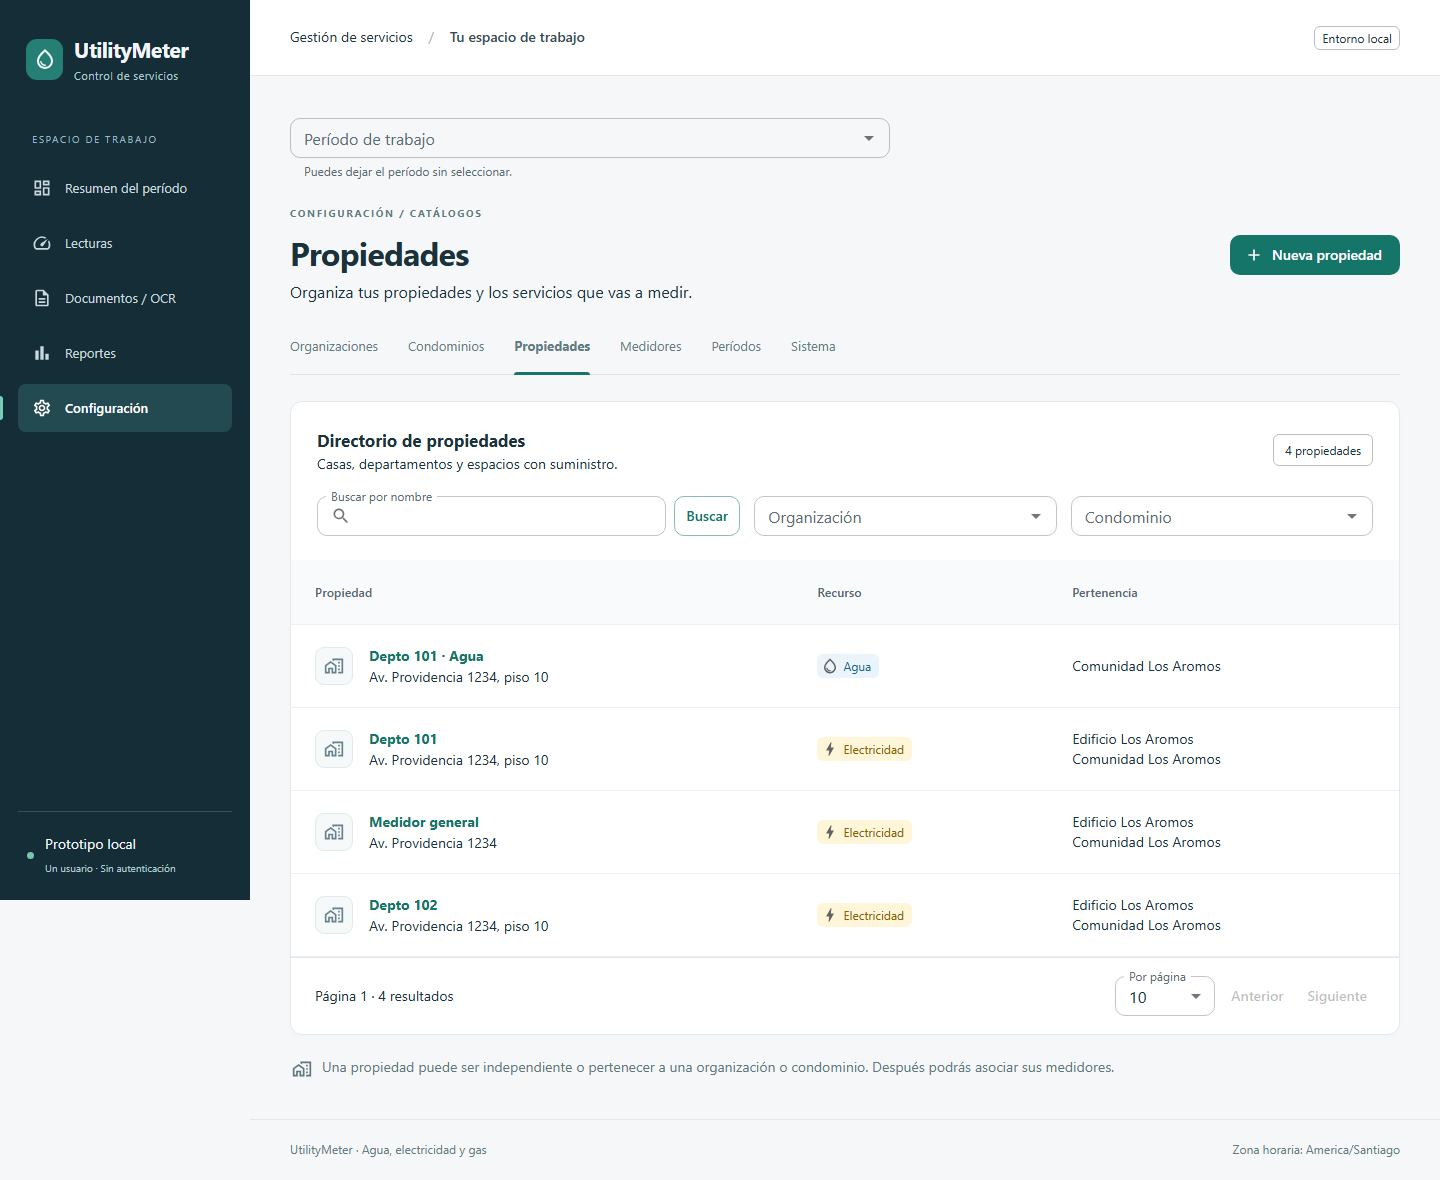 UtilityMeter
Control de servicios
ESPACIO DE TRABAJO
Resumen del período
Lecturas
Documentos / OCR
Reportes
Configuración
Prototipo local
Un usuario · Sin autenticación
Gestión de servicios / Tu espacio de trabajo
Entorno local
Período de trabajo
Puedes dejar el período sin seleccionar.
CONFIGURACIÓN / CATÁLOGOS
Propiedades
Nueva propiedad
Organiza tus propiedades y los servicios que vas a medir.
Organizaciones Condominios Propiedades Medidores Períodos Sistema
Directorio de propiedades
Casas, departamentos y espacios con suministro.
4 propiedades
Buscar por nombre
Buscar
Organización
Condominio
Propiedad Recurso Pertenencia
Depto 101 · Agua
Av. Providencia 1234, piso 10
Agua
Comunidad Los Aromos
Depto 101
Av. Providencia 1234, piso 10
Electricidad
Edificio Los Aromos
Comunidad Los Aromos
Medidor general
Av. Providencia 1234
Electricidad
Edificio Los Aromos
Comunidad Los Aromos
Depto 102
Av. Providencia 1234, piso 10
Electricidad
Edificio Los Aromos
Comunidad Los Aromos
Página 1 · 4 resultados
Por página
10
Anterior Siguiente
Una propiedad puede ser independiente o pertenecer a una organización o condominio. Después podrás asociar sus medidores.
UtilityMeter · Agua, electricidad y gas
Zona horaria: America/Santiago